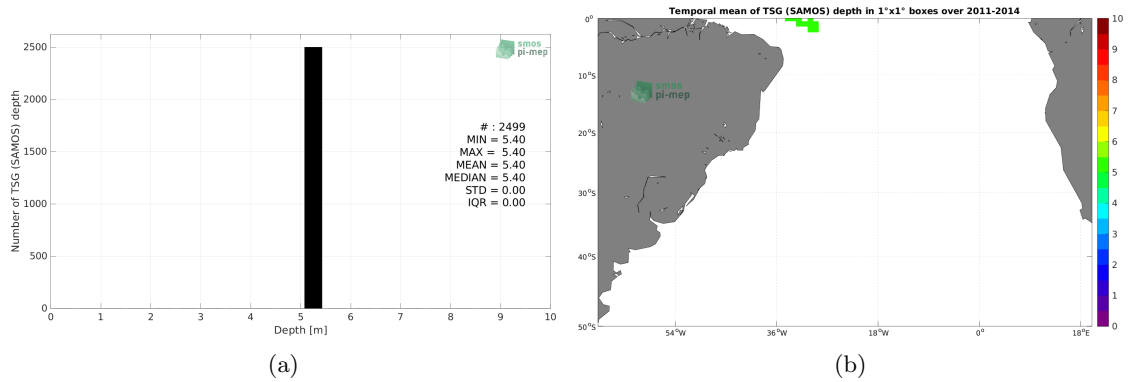 2500
2000
1500
1000
500
0
Number of TSG (SAMOS) depth
smos
pi-mep
# : 2499
MIN = 5.40
MAX = 5.40
MEAN = 5.40
MEDIAN = 5.40
STD = 0.00
IQR = 0.00
0 1 2 3 4 5 6 7 8 9 10
Depth [m]
(a)
Temporal mean of TSG (SAMOS) depth in 1°x1° boxes over 2011-2014
0°
10°S
20°S
30°S
40°S
50°S
smos
pi-mep
54°W 36°W 18°W 0° 18°E
10
9
8
7
6
5
4
3
2
1
0
(b)